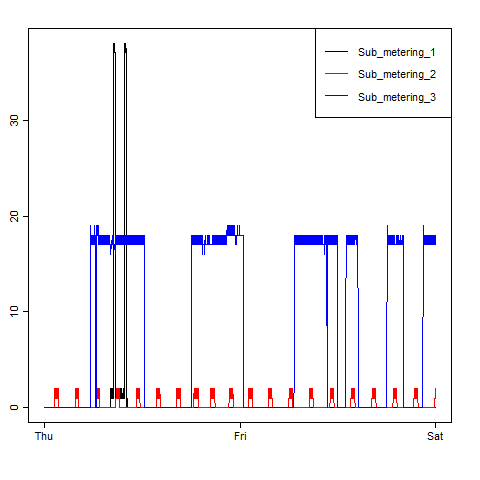 Sub_metering_1
Sub_metering_2
Sub_metering_3
30
20
10
0
Thu Fri Sat